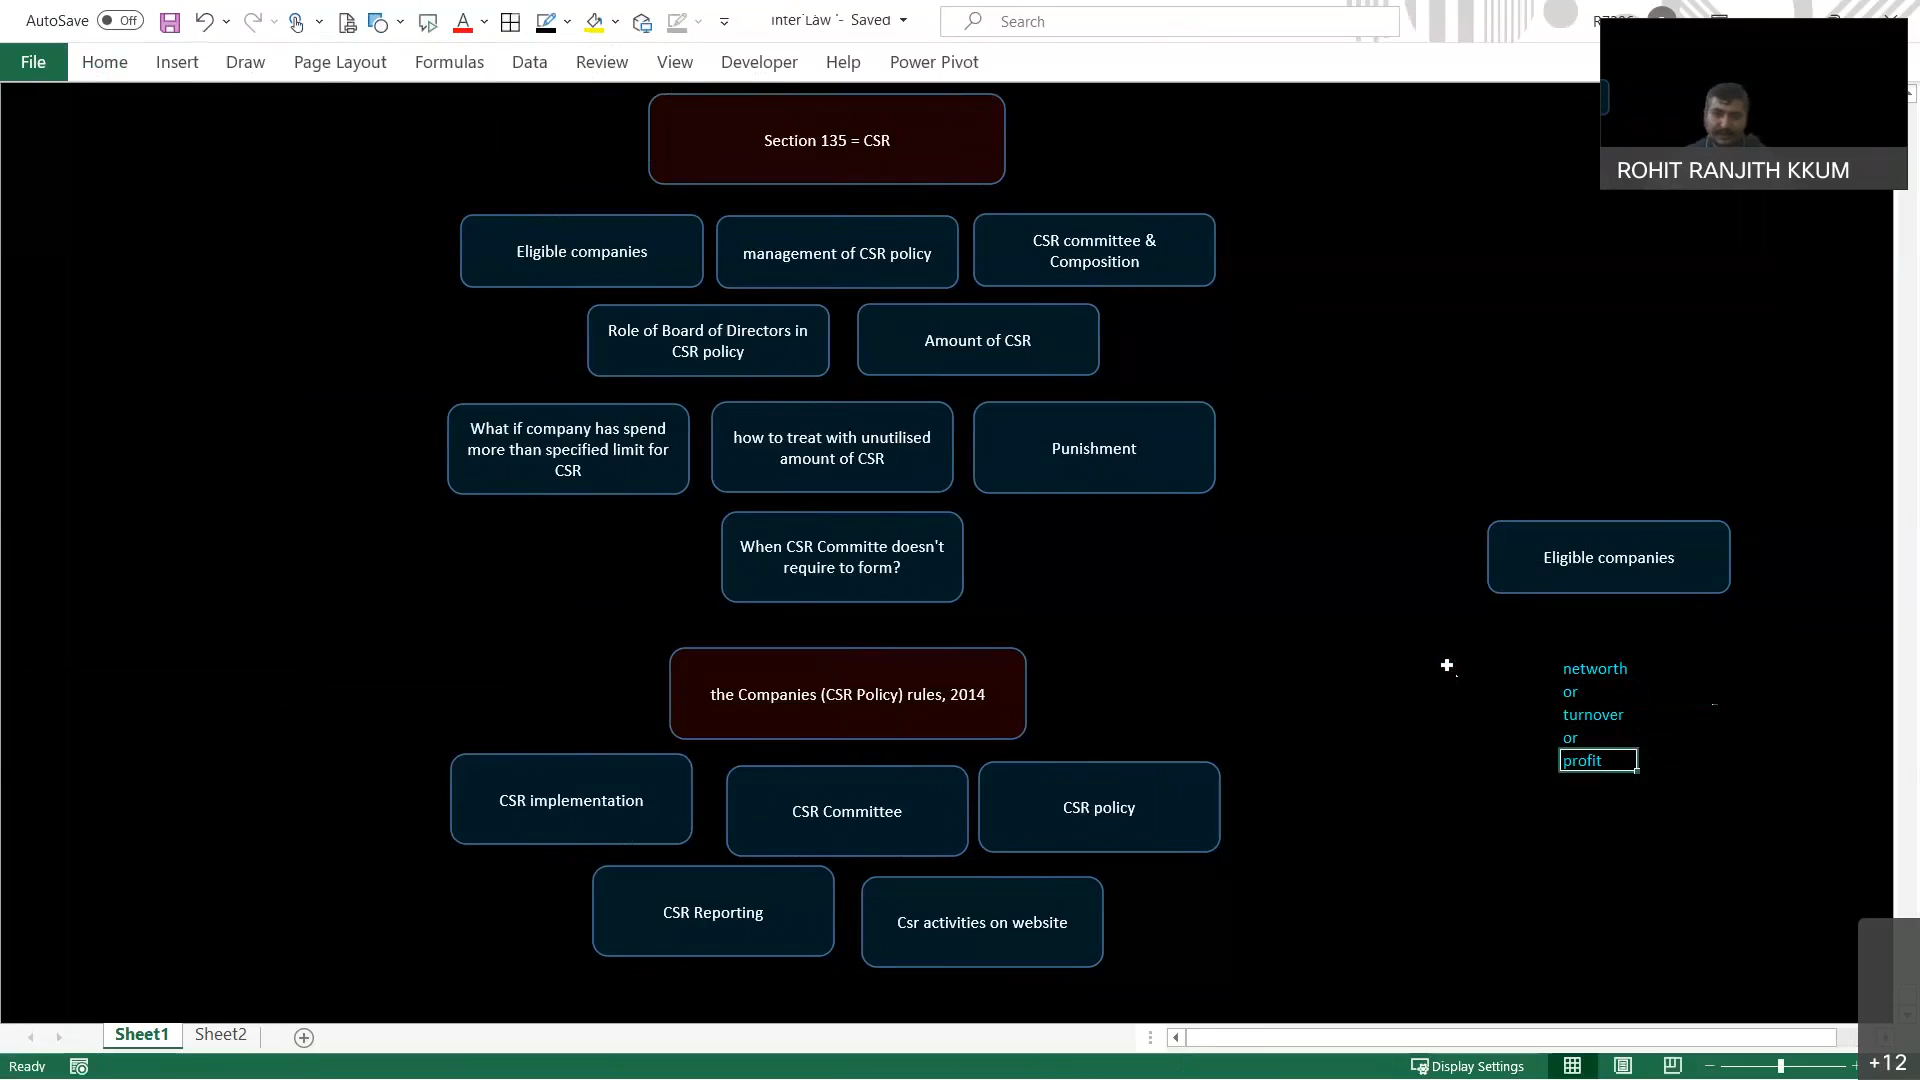 AutoSave Off
Inter Law - Saved
Search
File Home Insert Draw Page Layout Formulas Data Review View Developer Help Power Pivot
ROHIT RANJITH KKUM
Section 135 = CSR
Eligible companies
management of CSR policy
CSR committee &
Composition
Role of Board of Directors in
CSR policy
Amount of CSR
What if company has spend
more than specified limit for
CSR
how to treat with unutilised
amount of CSR
Punishment
When CSR Committe doesn't
require to form?
Eligible companies
networth
or
turnover
or
profit
the Companies (CSR Policy) rules, 2014
CSR implementation
CSR Committee
CSR policy
CSR Reporting
Csr activities on website
Sheet1 Sheet2
Ready
Display Settings
+12